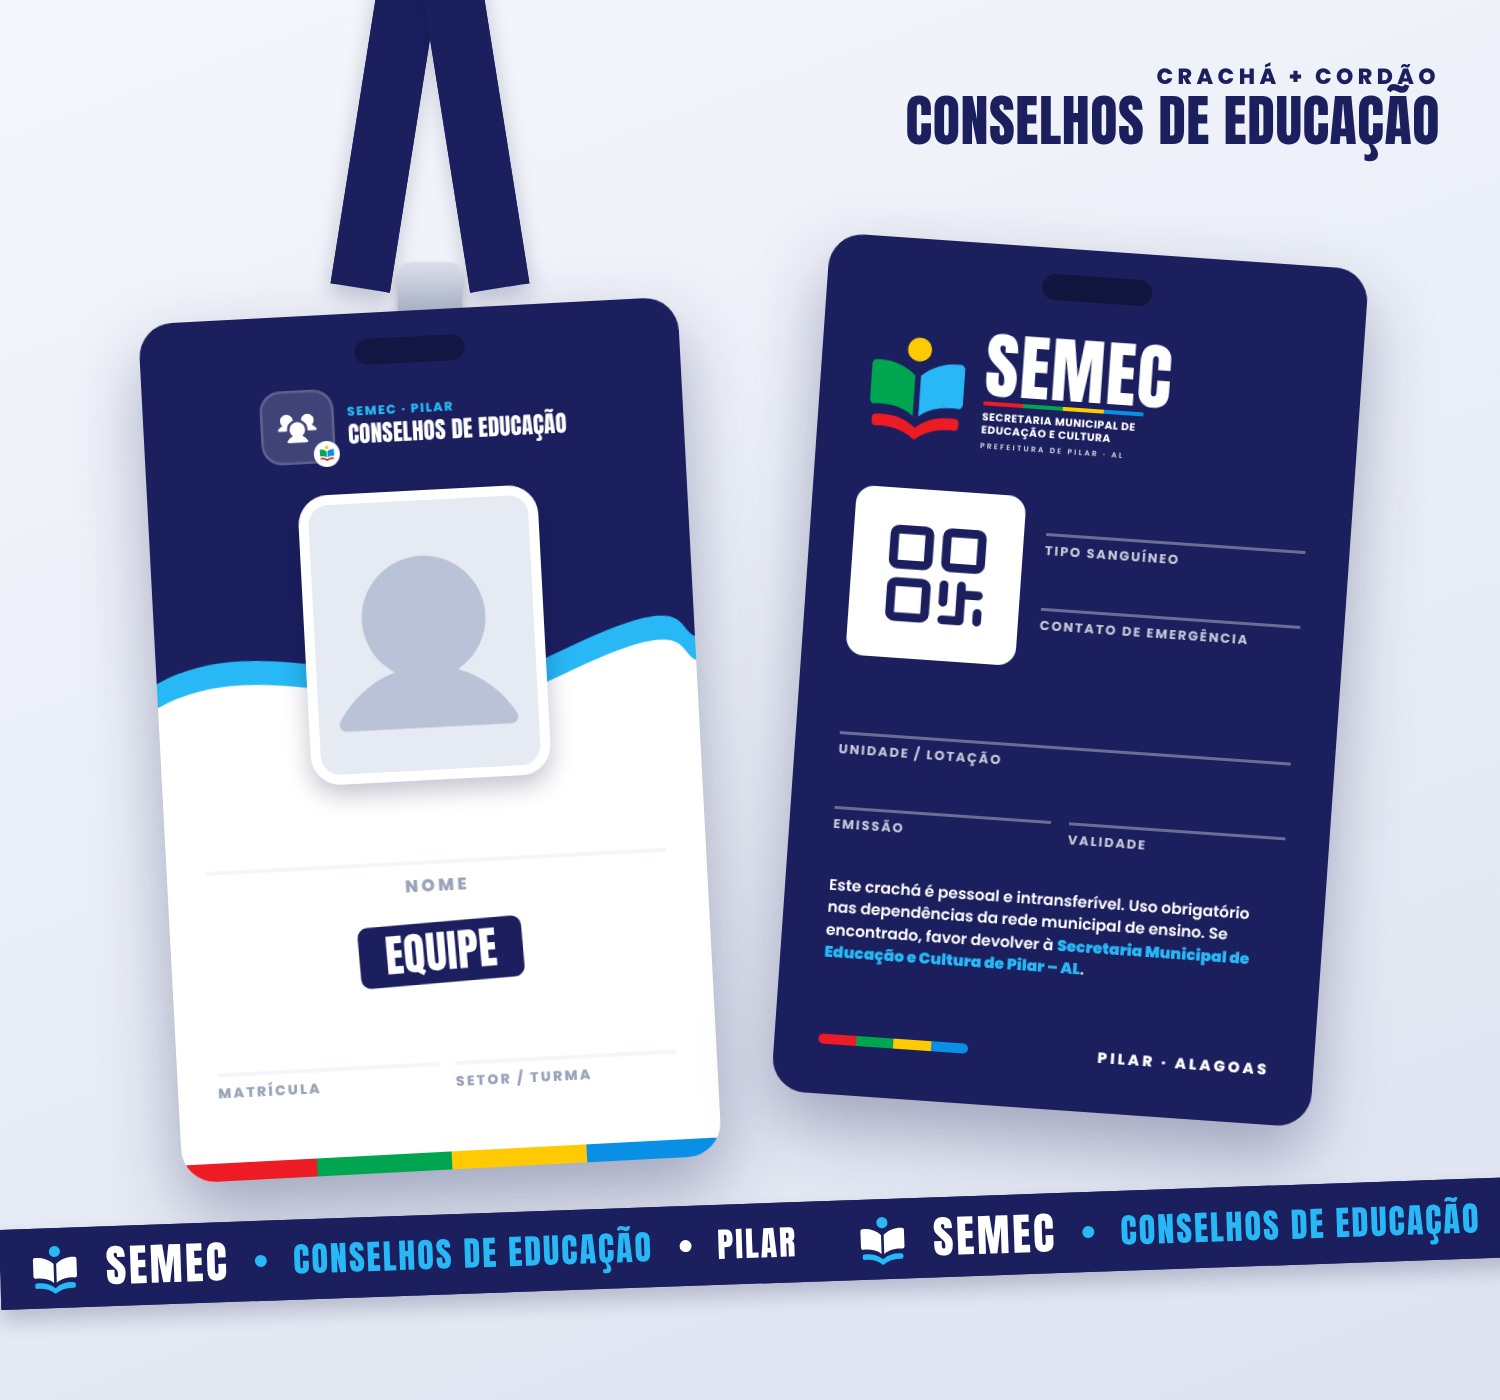 CRACHÁ + CORDÃO
CONSELHOS DE EDUCAÇÃO
SEMEC · PILAR
CONSELHOS DE EDUCAÇÃO
NOME
EQUIPE
MATRÍCULA
SETOR / TURMA
SEMEC
SECRETARIA MUNICIPAL DE
EDUCAÇÃO E CULTURA
PREFEITURA DE PILAR · AL
TIPO SANGUÍNEO
CONTATO DE EMERGÊNCIA
UNIDADE / LOTAÇÃO
EMISSÃO
VALIDADE
Este crachá é pessoal e intransferível. Uso obrigatório
nas dependências da rede municipal de ensino. Se
encontrado, favor devolver à Secretaria Municipal de
Educação e Cultura de Pilar – AL.
PILAR · ALAGOAS
SEMEC • CONSELHOS DE EDUCAÇÃO • PILAR SEMEC • CONSELHOS DE EDUCAÇÃO